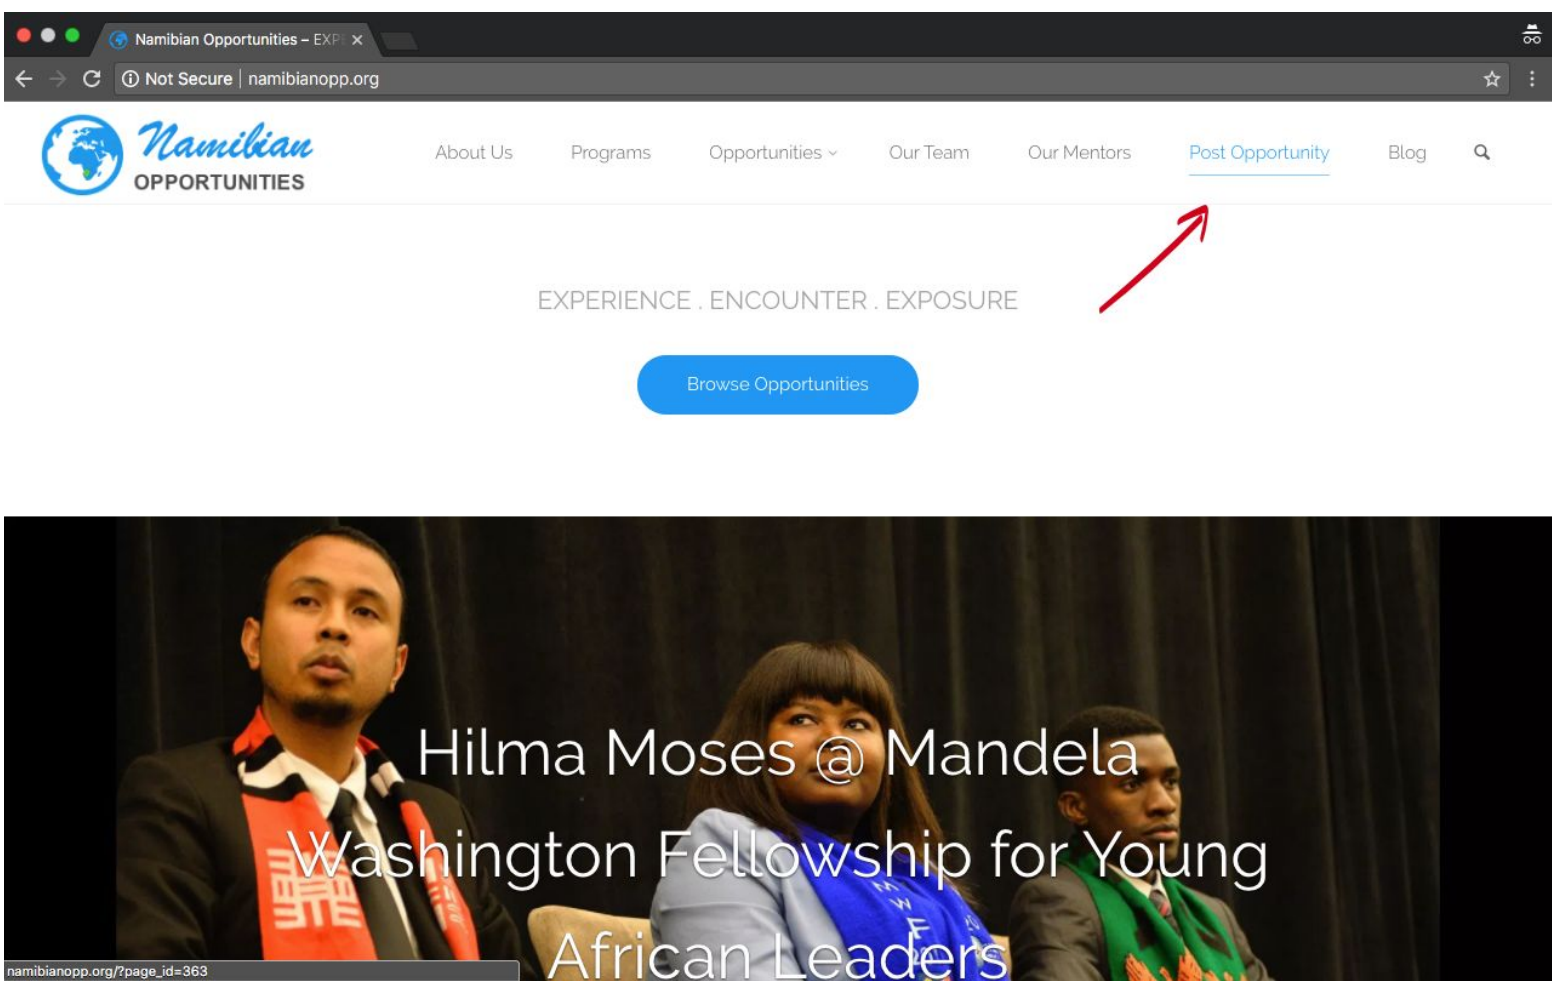 Namibian Opportunities – EXP
Not Secure | namibianopp.org
Namibian
OPPORTUNITIES
About Us
Programs
Opportunities
Our Team
Our Mentors
Post Opportunity
Blog
EXPERIENCE . ENCOUNTER . EXPOSURE
Browse Opportunities
Hilma Moses @ Mandela
Washington Fellowship for Young
African Leaders
namibianopp.org/?page_id=363